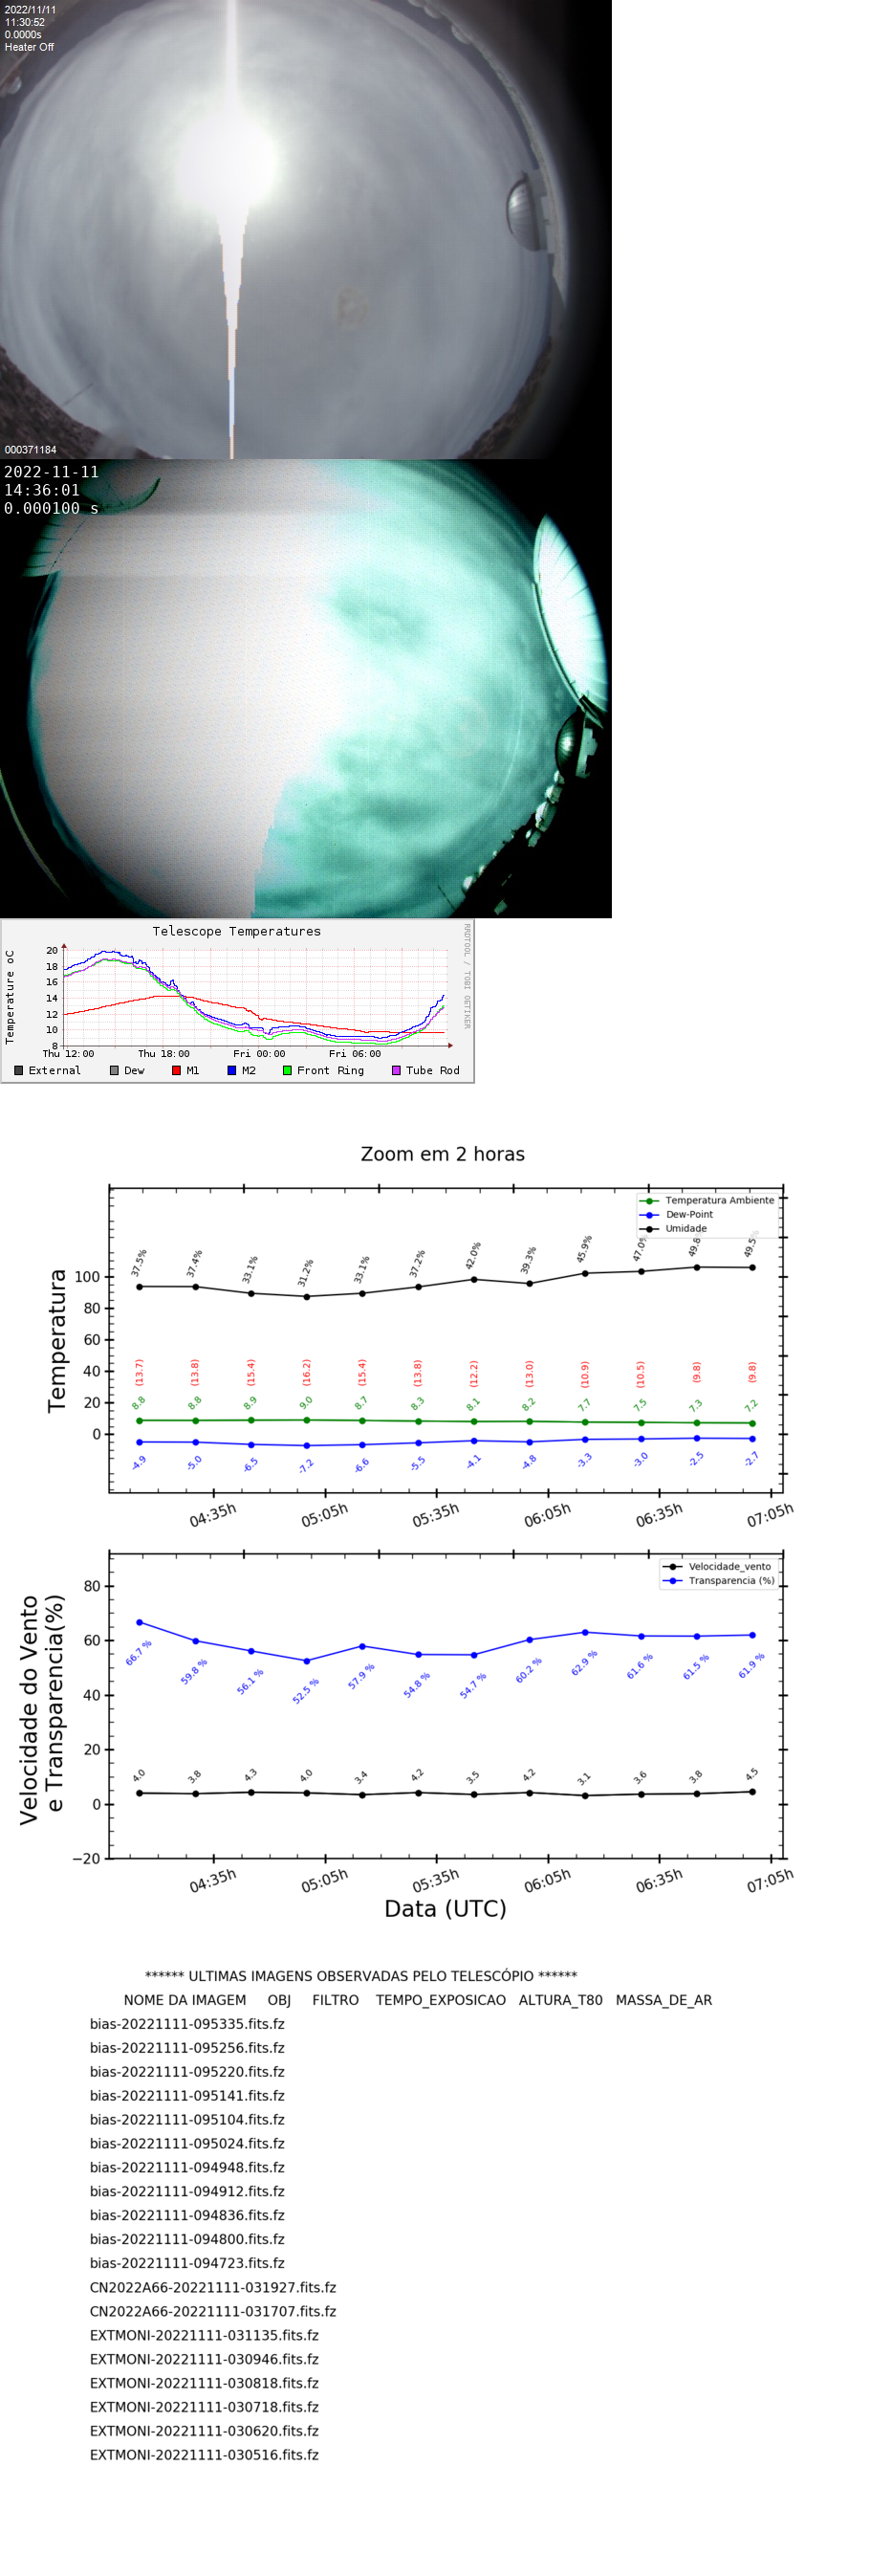 2022/11/11
11:30:52
0.0000s
Heater Off
000371184
2022-11-11
14:36:01
0.000100 s
Telescope Temperatures
RRDTOOL / TOBI OETIKER
Temperature oC
20
18
16
14
12
10
8
Thu 12:00 Thu 18:00 Fri 00:00 Fri 06:00
External Dew M1 M2 Front Ring Tube Rod
Zoom em 2 horas
Temperatura Ambiente
Dew-Point
Umidade
Temperatura
100
80
60
40
20
0
37.5% 37.4% 33.1% 31.2% 33.1% 37.2% 42.0% 39.3% 45.9% 47.0% 49.8% 49.5%
(13.7) (13.8) (15.4) (16.2) (15.4) (13.8) (12.2) (13.0) (10.9) (10.5) (9.8) (9.8)
8.8 8.8 8.9 9.0 8.7 8.3 8.1 8.2 7.7 7.5 7.3 7.2
-4.9 -5.0 -6.5 -7.2 -6.6 -5.5 -4.1 -4.8 -3.3 -3.0 -2.5 -2.7
04:35h 05:05h 05:35h 06:05h 06:35h 07:05h
Velocidade_vento
Transparencia (%)
Velocidade do Vento
e Transparencia(%)
80
60
40
20
0
−20
66.7 % 59.8 % 56.1 % 52.5 % 57.9 % 54.8 % 54.7 % 60.2 % 62.9 % 61.6 % 61.5 % 61.9 %
4.0 3.8 4.3 4.0 3.4 4.2 3.5 4.2 3.1 3.6 3.8 4.5
04:35h 05:05h 05:35h 06:05h 06:35h 07:05h
Data (UTC)
****** ULTIMAS IMAGENS OBSERVADAS PELO TELESCÓPIO ******
NOME DA IMAGEM OBJ FILTRO TEMPO_EXPOSICAO ALTURA_T80 MASSA_DE_AR
bias-20221111-095335.fits.fz
bias-20221111-095256.fits.fz
bias-20221111-095220.fits.fz
bias-20221111-095141.fits.fz
bias-20221111-095104.fits.fz
bias-20221111-095024.fits.fz
bias-20221111-094948.fits.fz
bias-20221111-094912.fits.fz
bias-20221111-094836.fits.fz
bias-20221111-094800.fits.fz
bias-20221111-094723.fits.fz
CN2022A66-20221111-031927.fits.fz
CN2022A66-20221111-031707.fits.fz
EXTMONI-20221111-031135.fits.fz
EXTMONI-20221111-030946.fits.fz
EXTMONI-20221111-030818.fits.fz
EXTMONI-20221111-030718.fits.fz
EXTMONI-20221111-030620.fits.fz
EXTMONI-20221111-030516.fits.fz